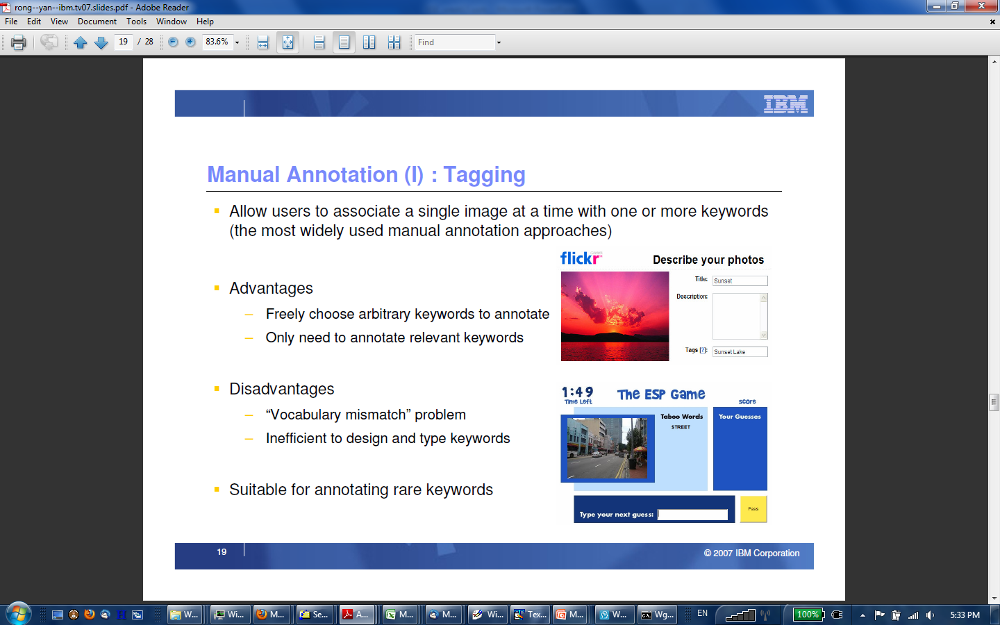 rong--yan--ibm.tv07.slides.pdf - Adobe Reader
File Edit View Document Tools Window Help
19 / 28 83.6% Find
IBM
Manual Annotation (I) : Tagging
Allow users to associate a single image at a time with one or more keywords
(the most widely used manual annotation approaches)
flickr
Describe your photos
Title: Sunset
Description:
Tags [?]: Sunset Lake
Advantages
– Freely choose arbitrary keywords to annotate
– Only need to annotate relevant keywords
Disadvantages
– “Vocabulary mismatch” problem
– Inefficient to design and type keywords
Suitable for annotating rare keywords
1:49
Time Left
The ESP Game
score
Taboo Words
STREET
Your Guesses
Type your next guess:
Pass
19
© 2007 IBM Corporation
W... Wi... M... Se... A... M... M... Wi... Tex... M... W... Wg... EN 100% 5:33 PM